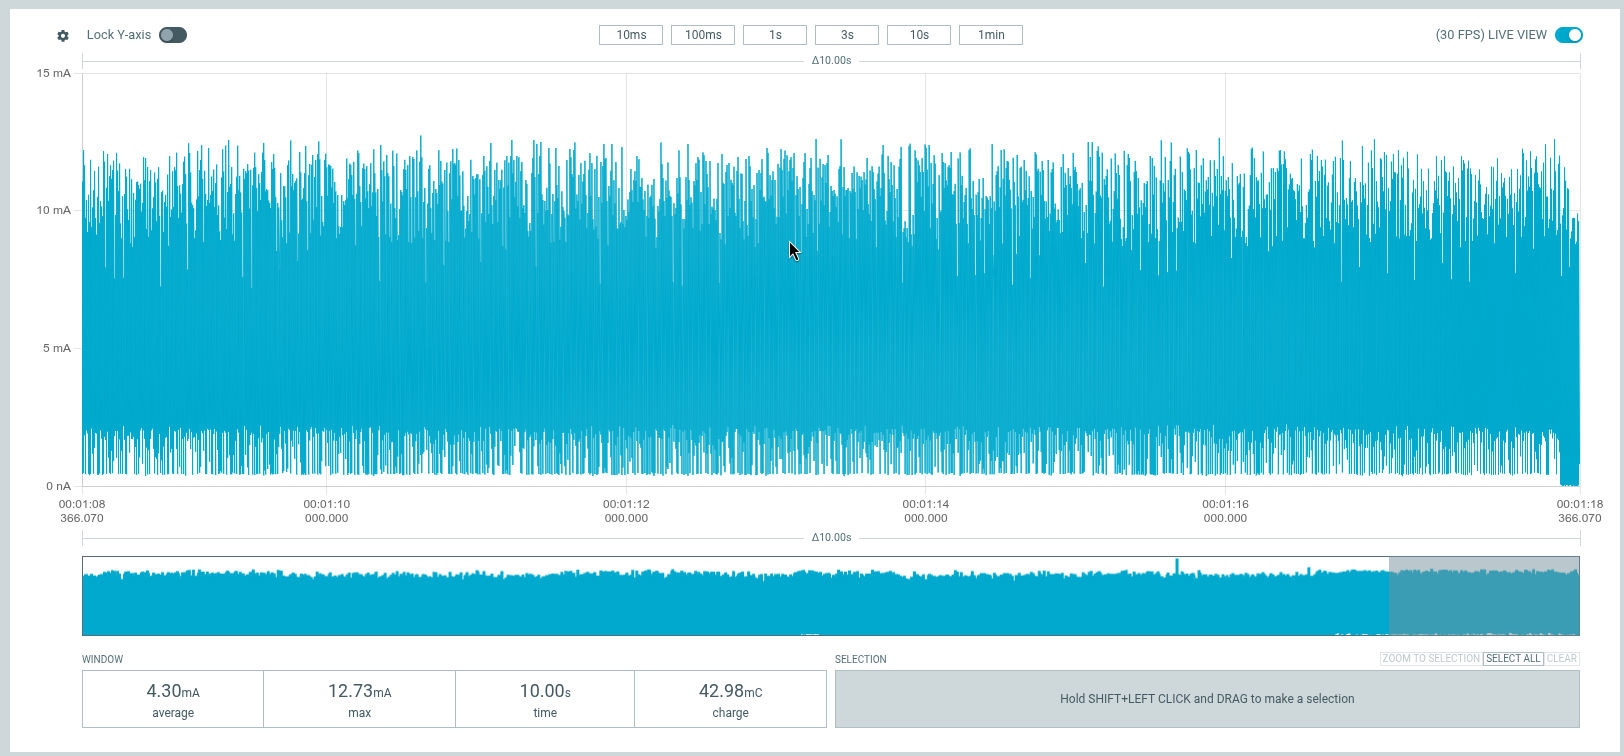 Lock Y-axis
10ms 100ms 1s 3s 10s 1min
(30 FPS) LIVE VIEW
Δ10.00s
15 mA
10 mA
5 mA
0 nA
00:01:08 00:01:10 00:01:12 00:01:14 00:01:16 00:01:18
366.070 000.000 000.000 000.000 000.000 366.070
Δ10.00s
WINDOW
4.30mA 12.73mA 10.00s 42.98mC
average max time charge
SELECTION
ZOOM TO SELECTION SELECT ALL CLEAR
Hold SHIFT+LEFT CLICK and DRAG to make a selection